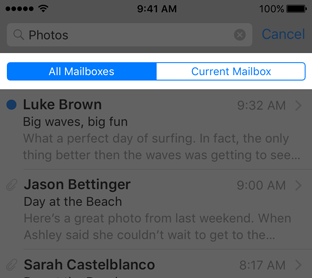 9:41 AM 100%
Photos Cancel
All Mailboxes Current Mailbox
Luke Brown 9:32 AM
Big waves, big fun
What a perfect day of surfing. In fact, the only
thing better then the waves was getting to see...
Jason Bettinger 9:00 AM
Day at the Beach
Here's a great photo from last weekend. When
Ashley said she couldn't wait to get to the...
Sarah Castelblanco 8:17 AM